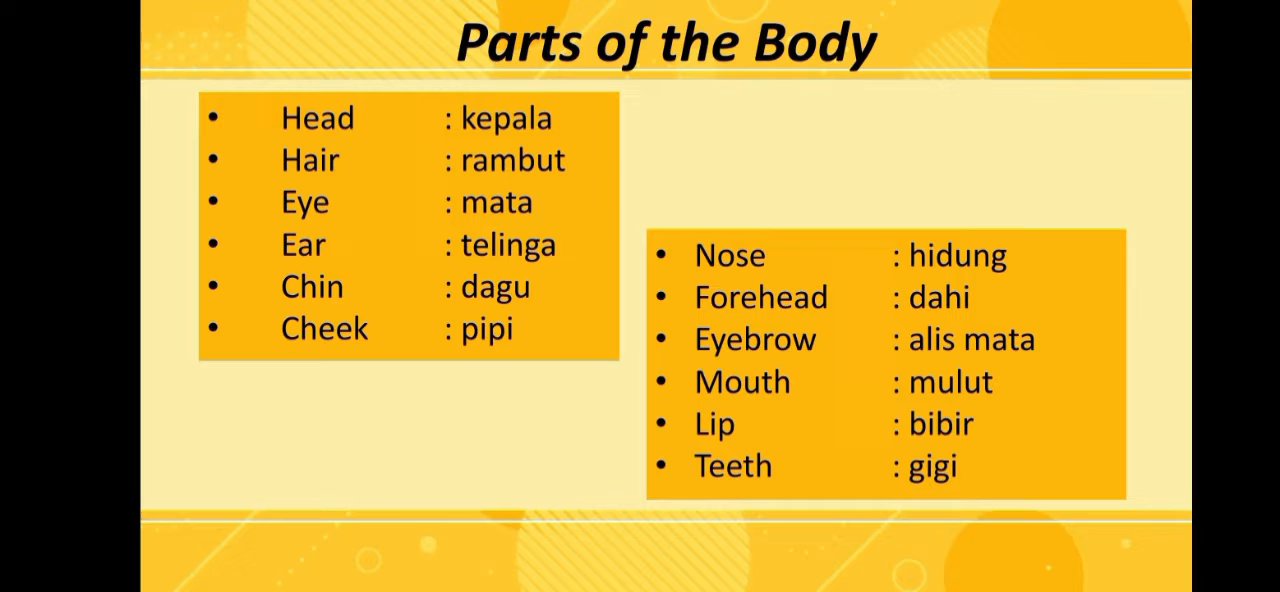 Parts of the Body
• Head : kepala
• Hair : rambut
• Eye : mata
• Ear : telinga
• Chin : dagu
• Cheek : pipi
• Nose : hidung
• Forehead : dahi
• Eyebrow : alis mata
• Mouth : mulut
• Lip : bibir
• Teeth : gigi